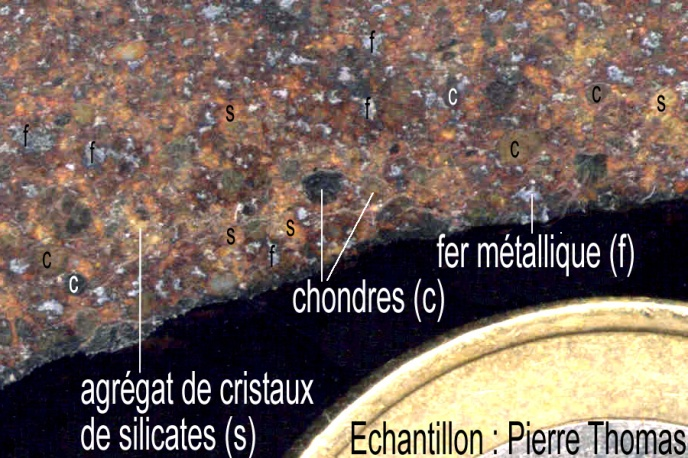 f
c
c
s
f
s
f
f
c
fer métallique (f)
s
s
f
c
c
chondres (c)
agrégat de cristaux
de silicates (s)
Echantillon : Pierre Thomas